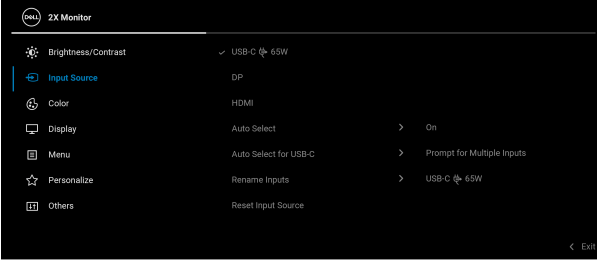 DELL 2X Monitor
Brightness/Contrast
USB-C 65W
Input Source
DP
Color
HDMI
Display
Auto Select
On
Menu
Auto Select for USB-C
Prompt for Multiple Inputs
Personalize
Rename Inputs
USB-C 65W
Others
Reset Input Source
Exit